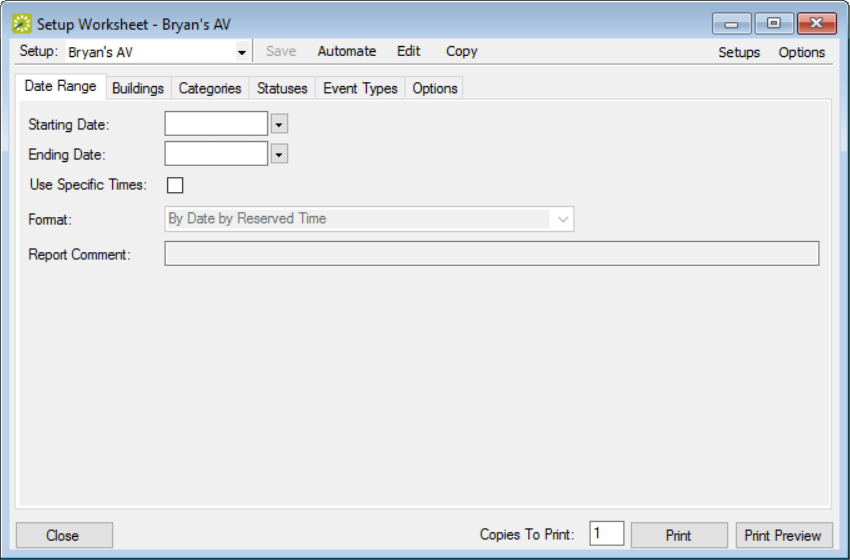 Setup Worksheet - Bryan's AV
Setup: Bryan's AV Save Automate Edit Copy Setups Options
Date Range Buildings Categories Statuses Event Types Options
Starting Date:
Ending Date:
Use Specific Times:
Format: By Date by Reserved Time
Report Comment:
Close Copies To Print: 1 Print Print Preview